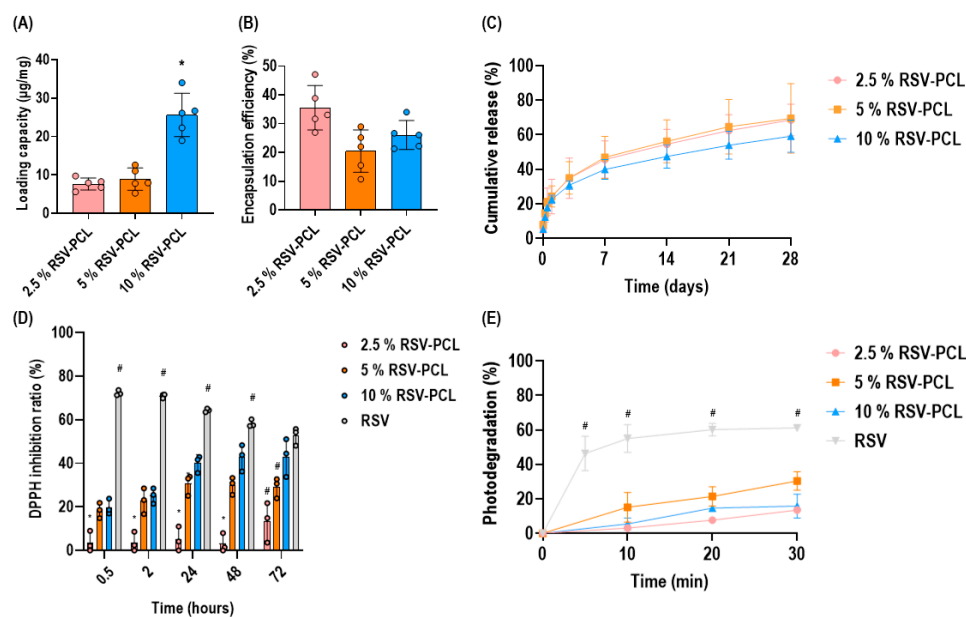 (A)
Loading capacity (µg/mg)
40
30
20
10
0
*
2.5 % RSV-PCL
5 % RSV-PCL
10 % RSV-PCL
(B)
Encapsulation efficiency (%)
50
40
30
20
10
0
2.5 % RSV-PCL
5 % RSV-PCL
10 % RSV-PCL
(C)
Cumulative release (%)
100
80
60
40
20
0
0 7 14 21 28
Time (days)
2.5 % RSV-PCL
5 % RSV-PCL
10 % RSV-PCL
(D)
DPPH inhibition ratio (%)
100
80
60
40
20
0
# # # #
* * * * # #
0.5 2 24 48 72
Time (hours)
2.5 % RSV-PCL
5 % RSV-PCL
10 % RSV-PCL
RSV
(E)
Photodegradation (%)
100
80
60
40
20
0
# # # #
0 10 20 30
Time (min)
2.5 % RSV-PCL
5 % RSV-PCL
10 % RSV-PCL
RSV